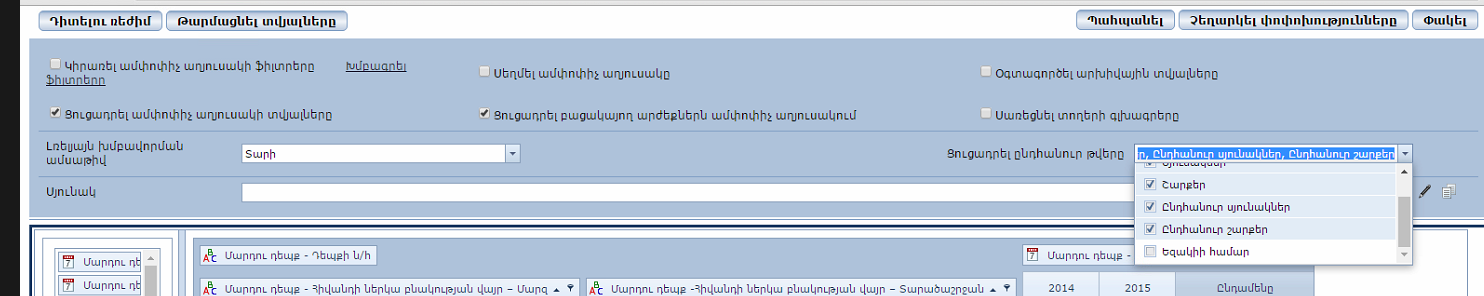 Դիտելու ռեժիմ Թարմացնել տվյալները Պահպանել Չեղարկել փոփոխությունները Փակել
Կիրառել ամփոփիչ աղյուսակի ֆիլտրերը Խմբագրել
ֆիլտրերը
Սեղմել ամփոփիչ աղյուսակը
Օգտագործել արխիվային տվյալները
Ցուցադրել ամփոփիչ աղյուսակի տվյալները Ցուցադրել բացակայող արժեքներն ամփոփիչ աղյուսակում Սառեցնել տողերի գլխագրերը
Լռելյայն խմբավորման
ամսաթիվ
Տարի Ցուցադրել ընդհանուր թվերը ր, Ընդհանուր սյունակներ, Ընդհանուր շարքեր
Սյունակներ
Շարքեր
Սյունակ
Ընդհանուր սյունակներ
Ընդհանուր շարքեր
Եզակիի համար
Մարդու դե
Մարդու դեպք - Դեպքի ն/հ
Մարդու դեպք -
Մարդու դե
Մարդու դեպք - Հիվանդի ներկա բնակության վայր – Մարզ Մարդու դեպք -Հիվանդի ներկա բնակության վայր – Տարածաշրջան 2014 2015 Ընդամենը